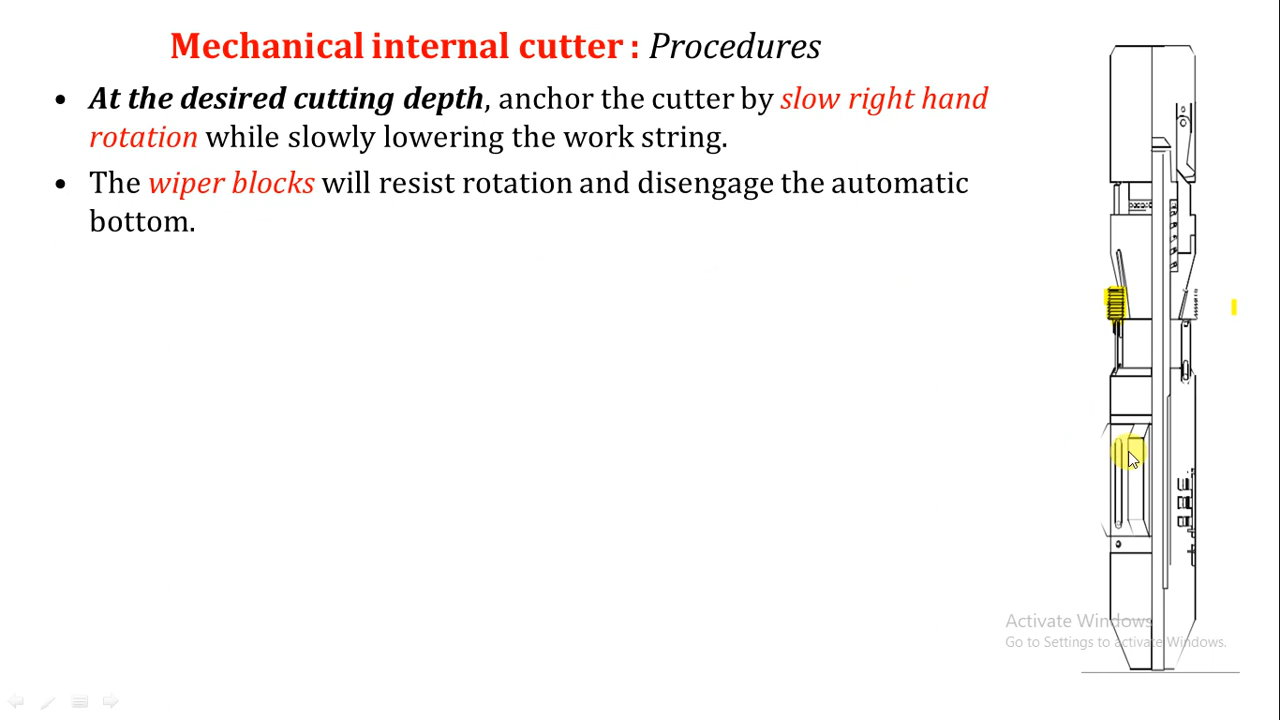 Mechanical internal cutter : Procedures
• At the desired cutting depth, anchor the cutter by slow right hand
rotation while slowly lowering the work string.
• The wiper blocks will resist rotation and disengage the automatic
bottom.
Activate Windows
Go to Settings to activate Windows.